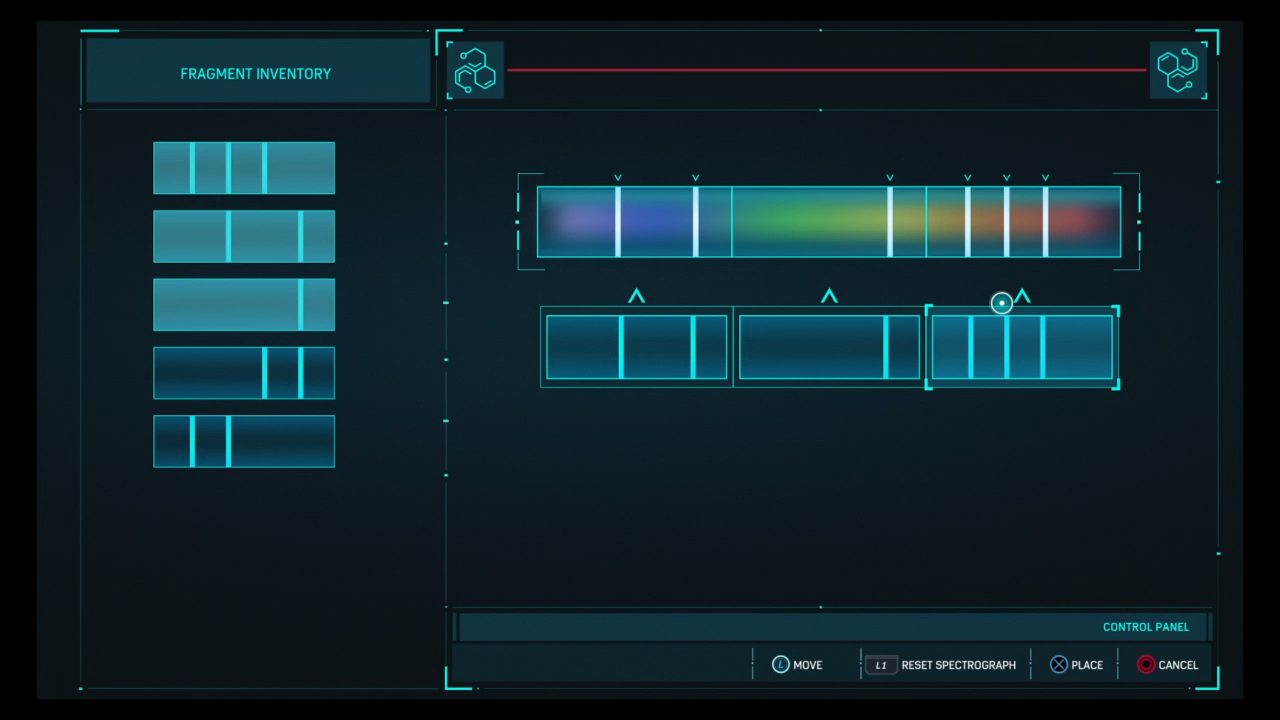 FRAGMENT INVENTORY
CONTROL PANEL
L MOVE
L1 RESET SPECTROGRAPH
PLACE
CANCEL